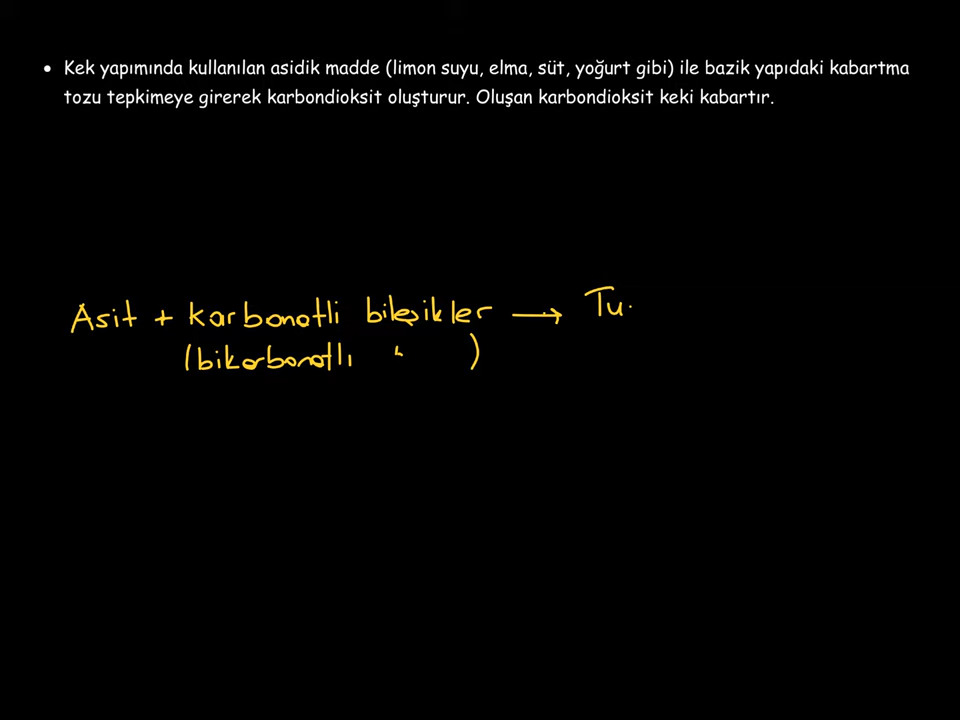 • Kek yapımında kullanılan asidik madde (limon suyu, elma, süt, yoğurt gibi) ile bazik yapıdaki kabartma
tozu tepkimeye girerek karbondioksit oluşturur. Oluşan karbondioksit keki kabartır.
Asit + karbonatli bileşikler → Tu
(bikarbonatlı " )